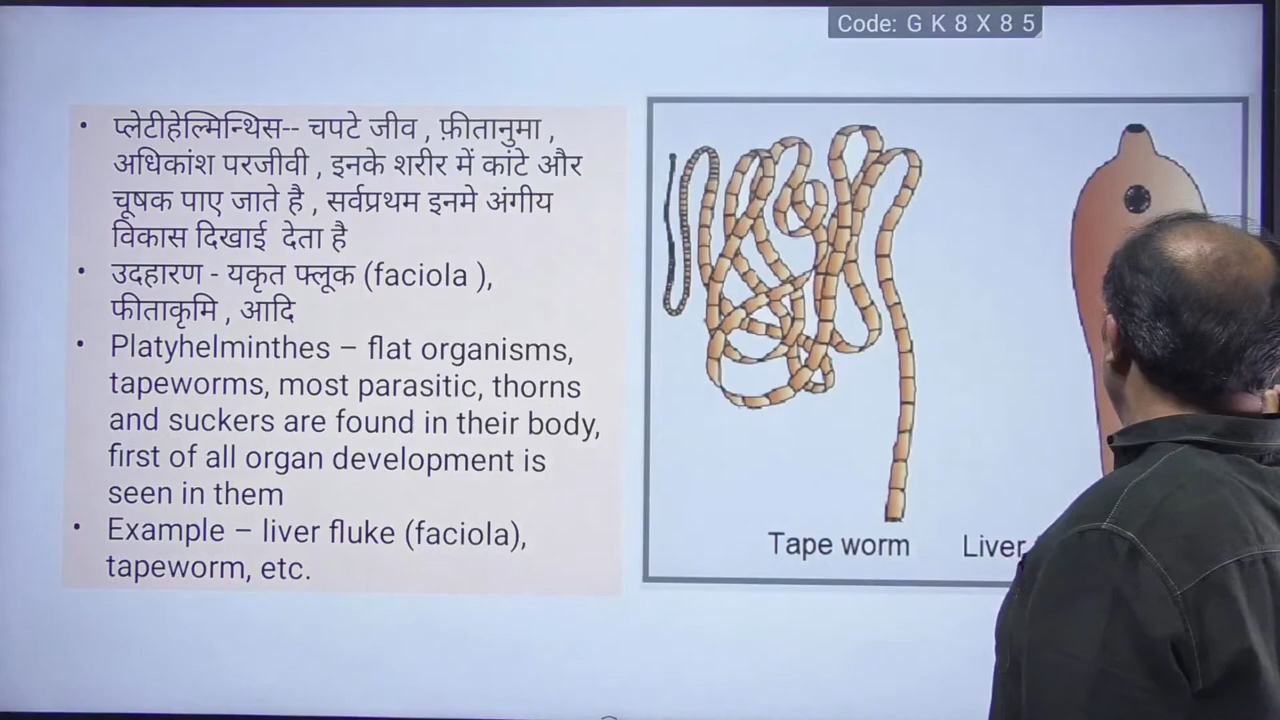 Code: G K 8 X 8 5
• प्लेटीहेल्मिन्थिस-- चपटे जीव , फ़ीतानुमा ,
अधिकांश परजीवी , इनके शरीर में कांटे और
चूषक पाए जाते है , सर्वप्रथम इनमे अंगीय
विकास दिखाई देता है
• उदहारण - यकृत फ्लूक (faciola ),
फीताकृमि , आदि
• Platyhelminthes – flat organisms,
tapeworms, most parasitic, thorns
and suckers are found in their body,
first of all organ development is
seen in them
• Example – liver fluke (faciola),
tapeworm, etc.
Tape worm
Liver